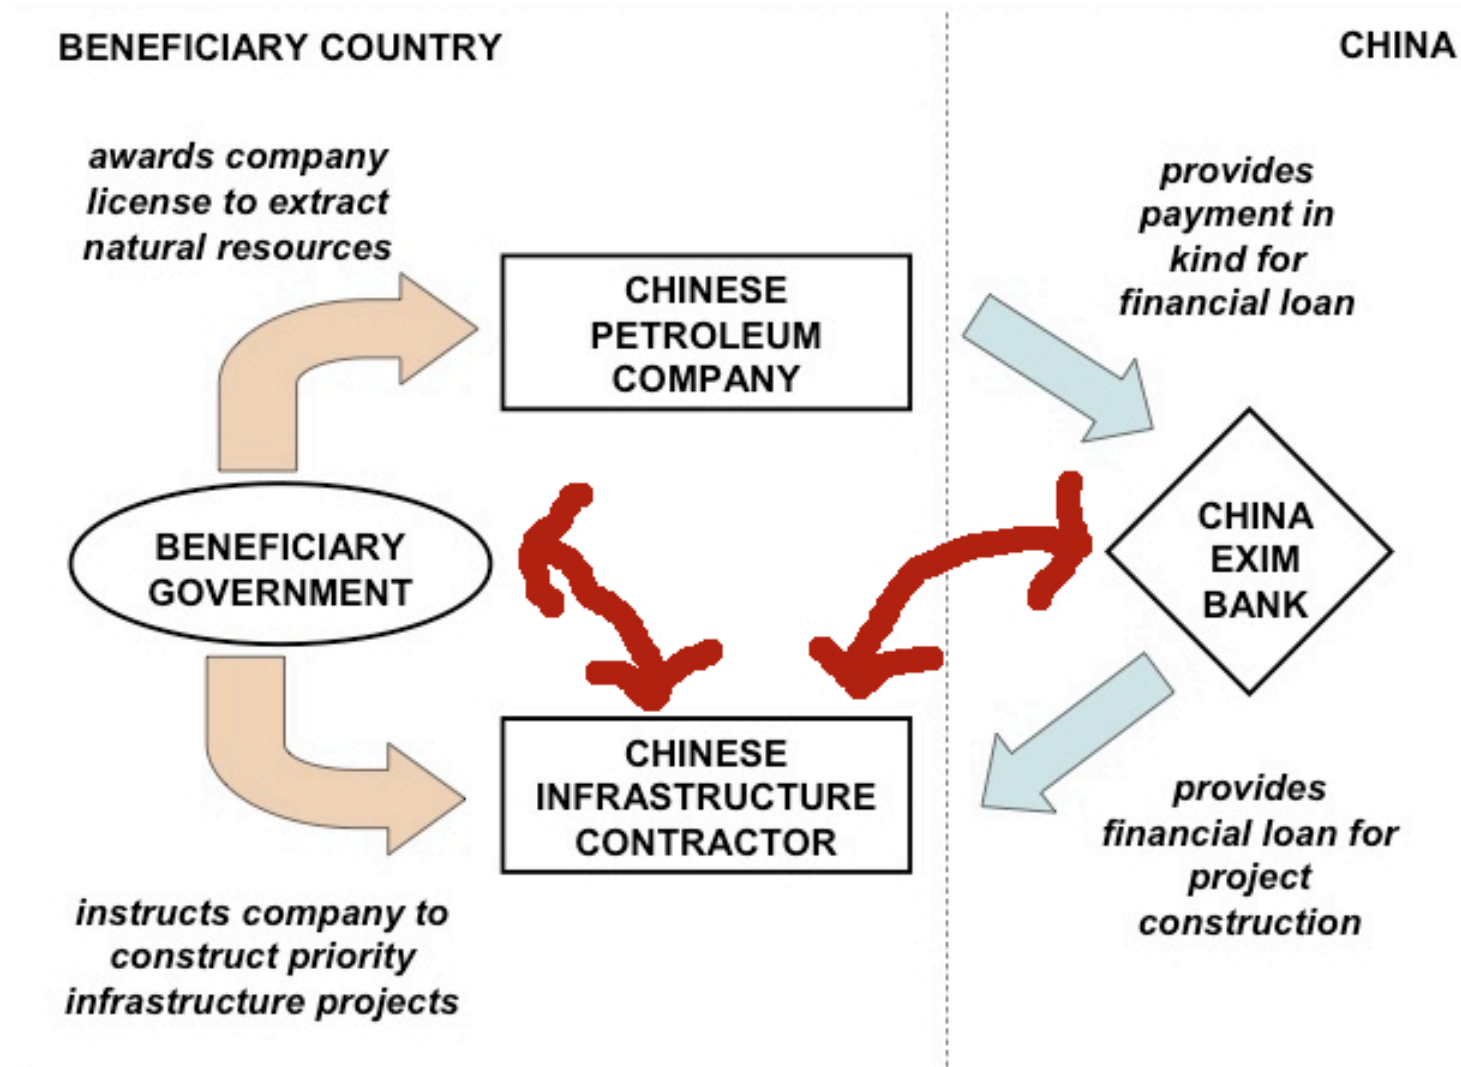 BENEFICIARY COUNTRY
CHINA
awards company
license to extract
natural resources
provides
payment in
kind for
financial loan
CHINESE
PETROLEUM
COMPANY
BENEFICIARY
GOVERNMENT
CHINA
EXIM
BANK
CHINESE
INFRASTRUCTURE
CONTRACTOR
instructs company to
construct priority
infrastructure projects
provides
financial loan for
project
construction